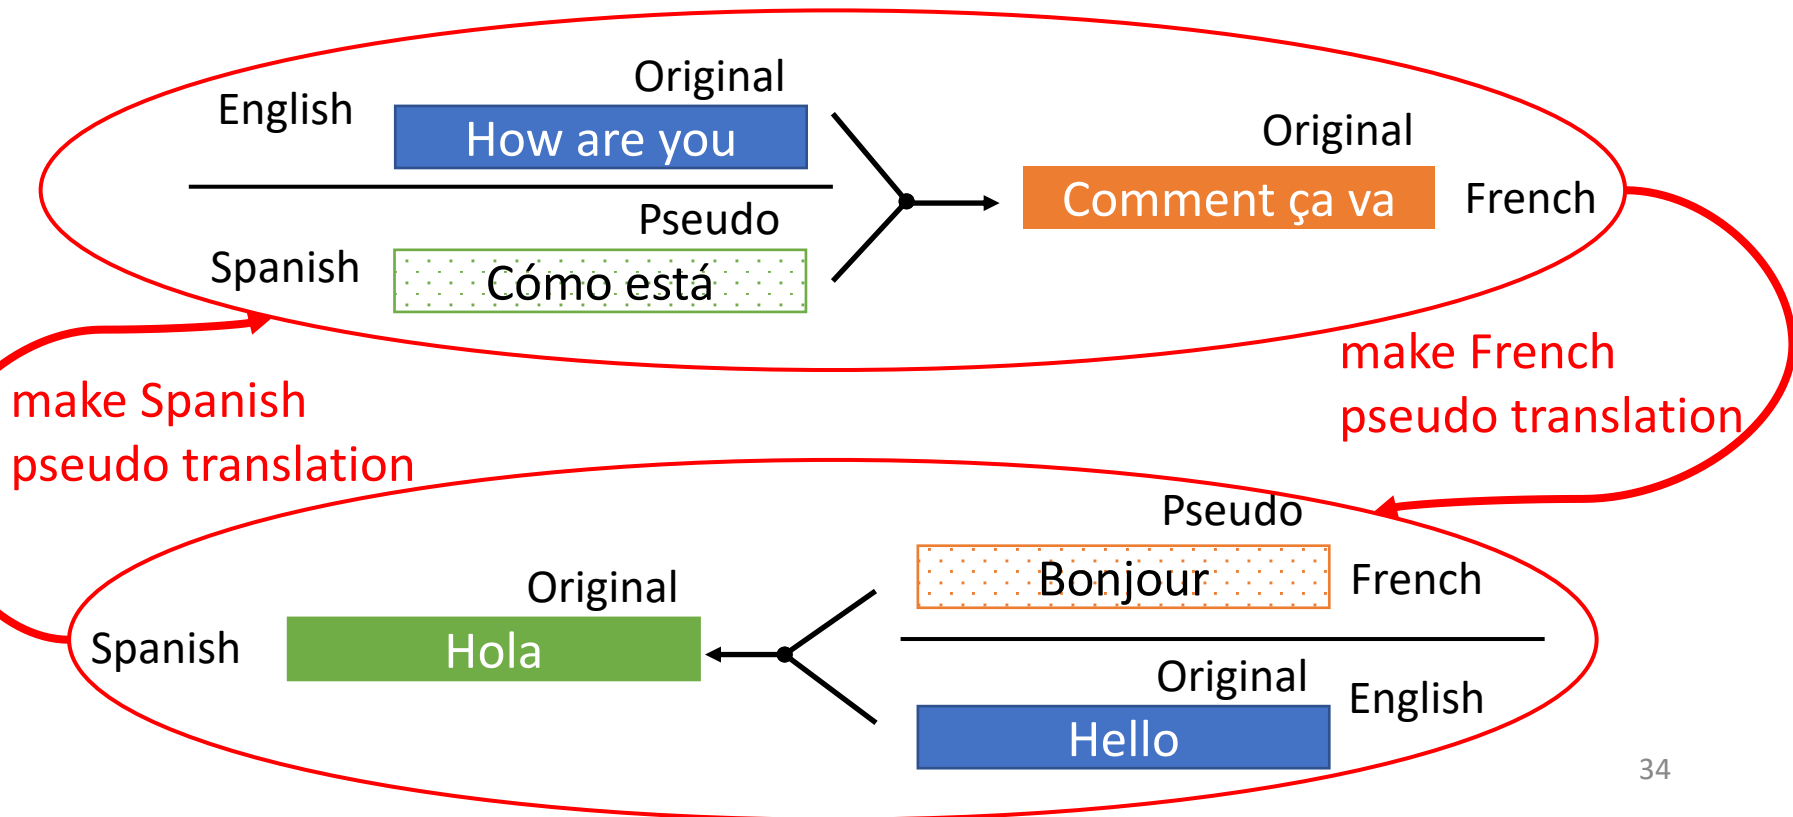 Original
English
How are you
Original
Comment ça va
French
Pseudo
Spanish
Cómo está
make French
pseudo translation
make Spanish
pseudo translation
Pseudo
Bonjour
French
Original
Spanish
Hola
Original
English
Hello
34